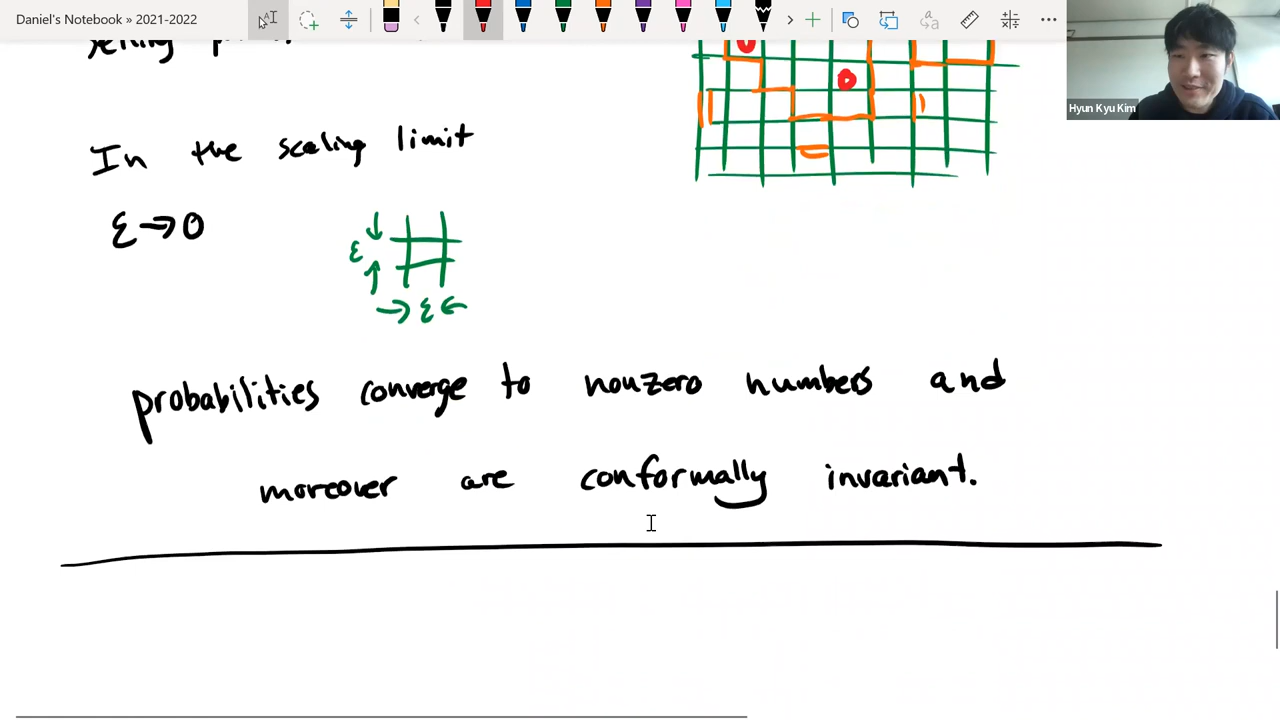 Daniel's Notebook » 2021-2022
Hyun Kyu Kim
In the scaling limit
ε → 0
ε
→ ε ←
probabilities converge to nonzero numbers and
moreover are conformally invariant.